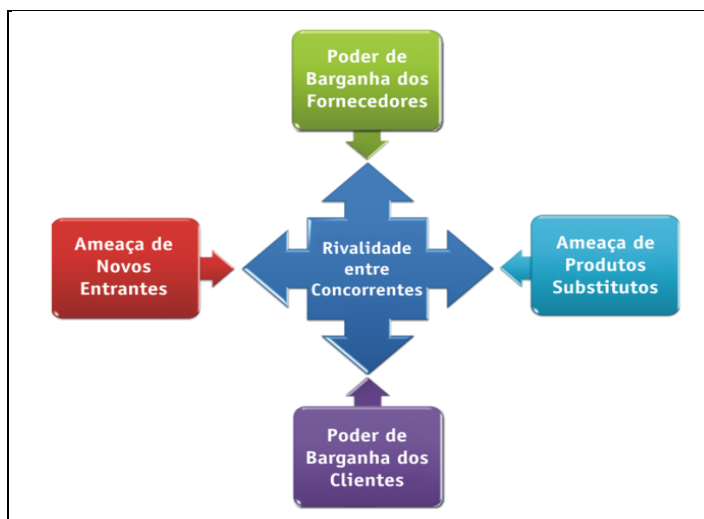 Poder de
Barganha dos
Fornecedores
Ameaça de
Novos
Entrantes
Rivalidade
entre
Concorrentes
Ameaça de
Produtos
Substitutos
Poder de
Barganha dos
Clientes